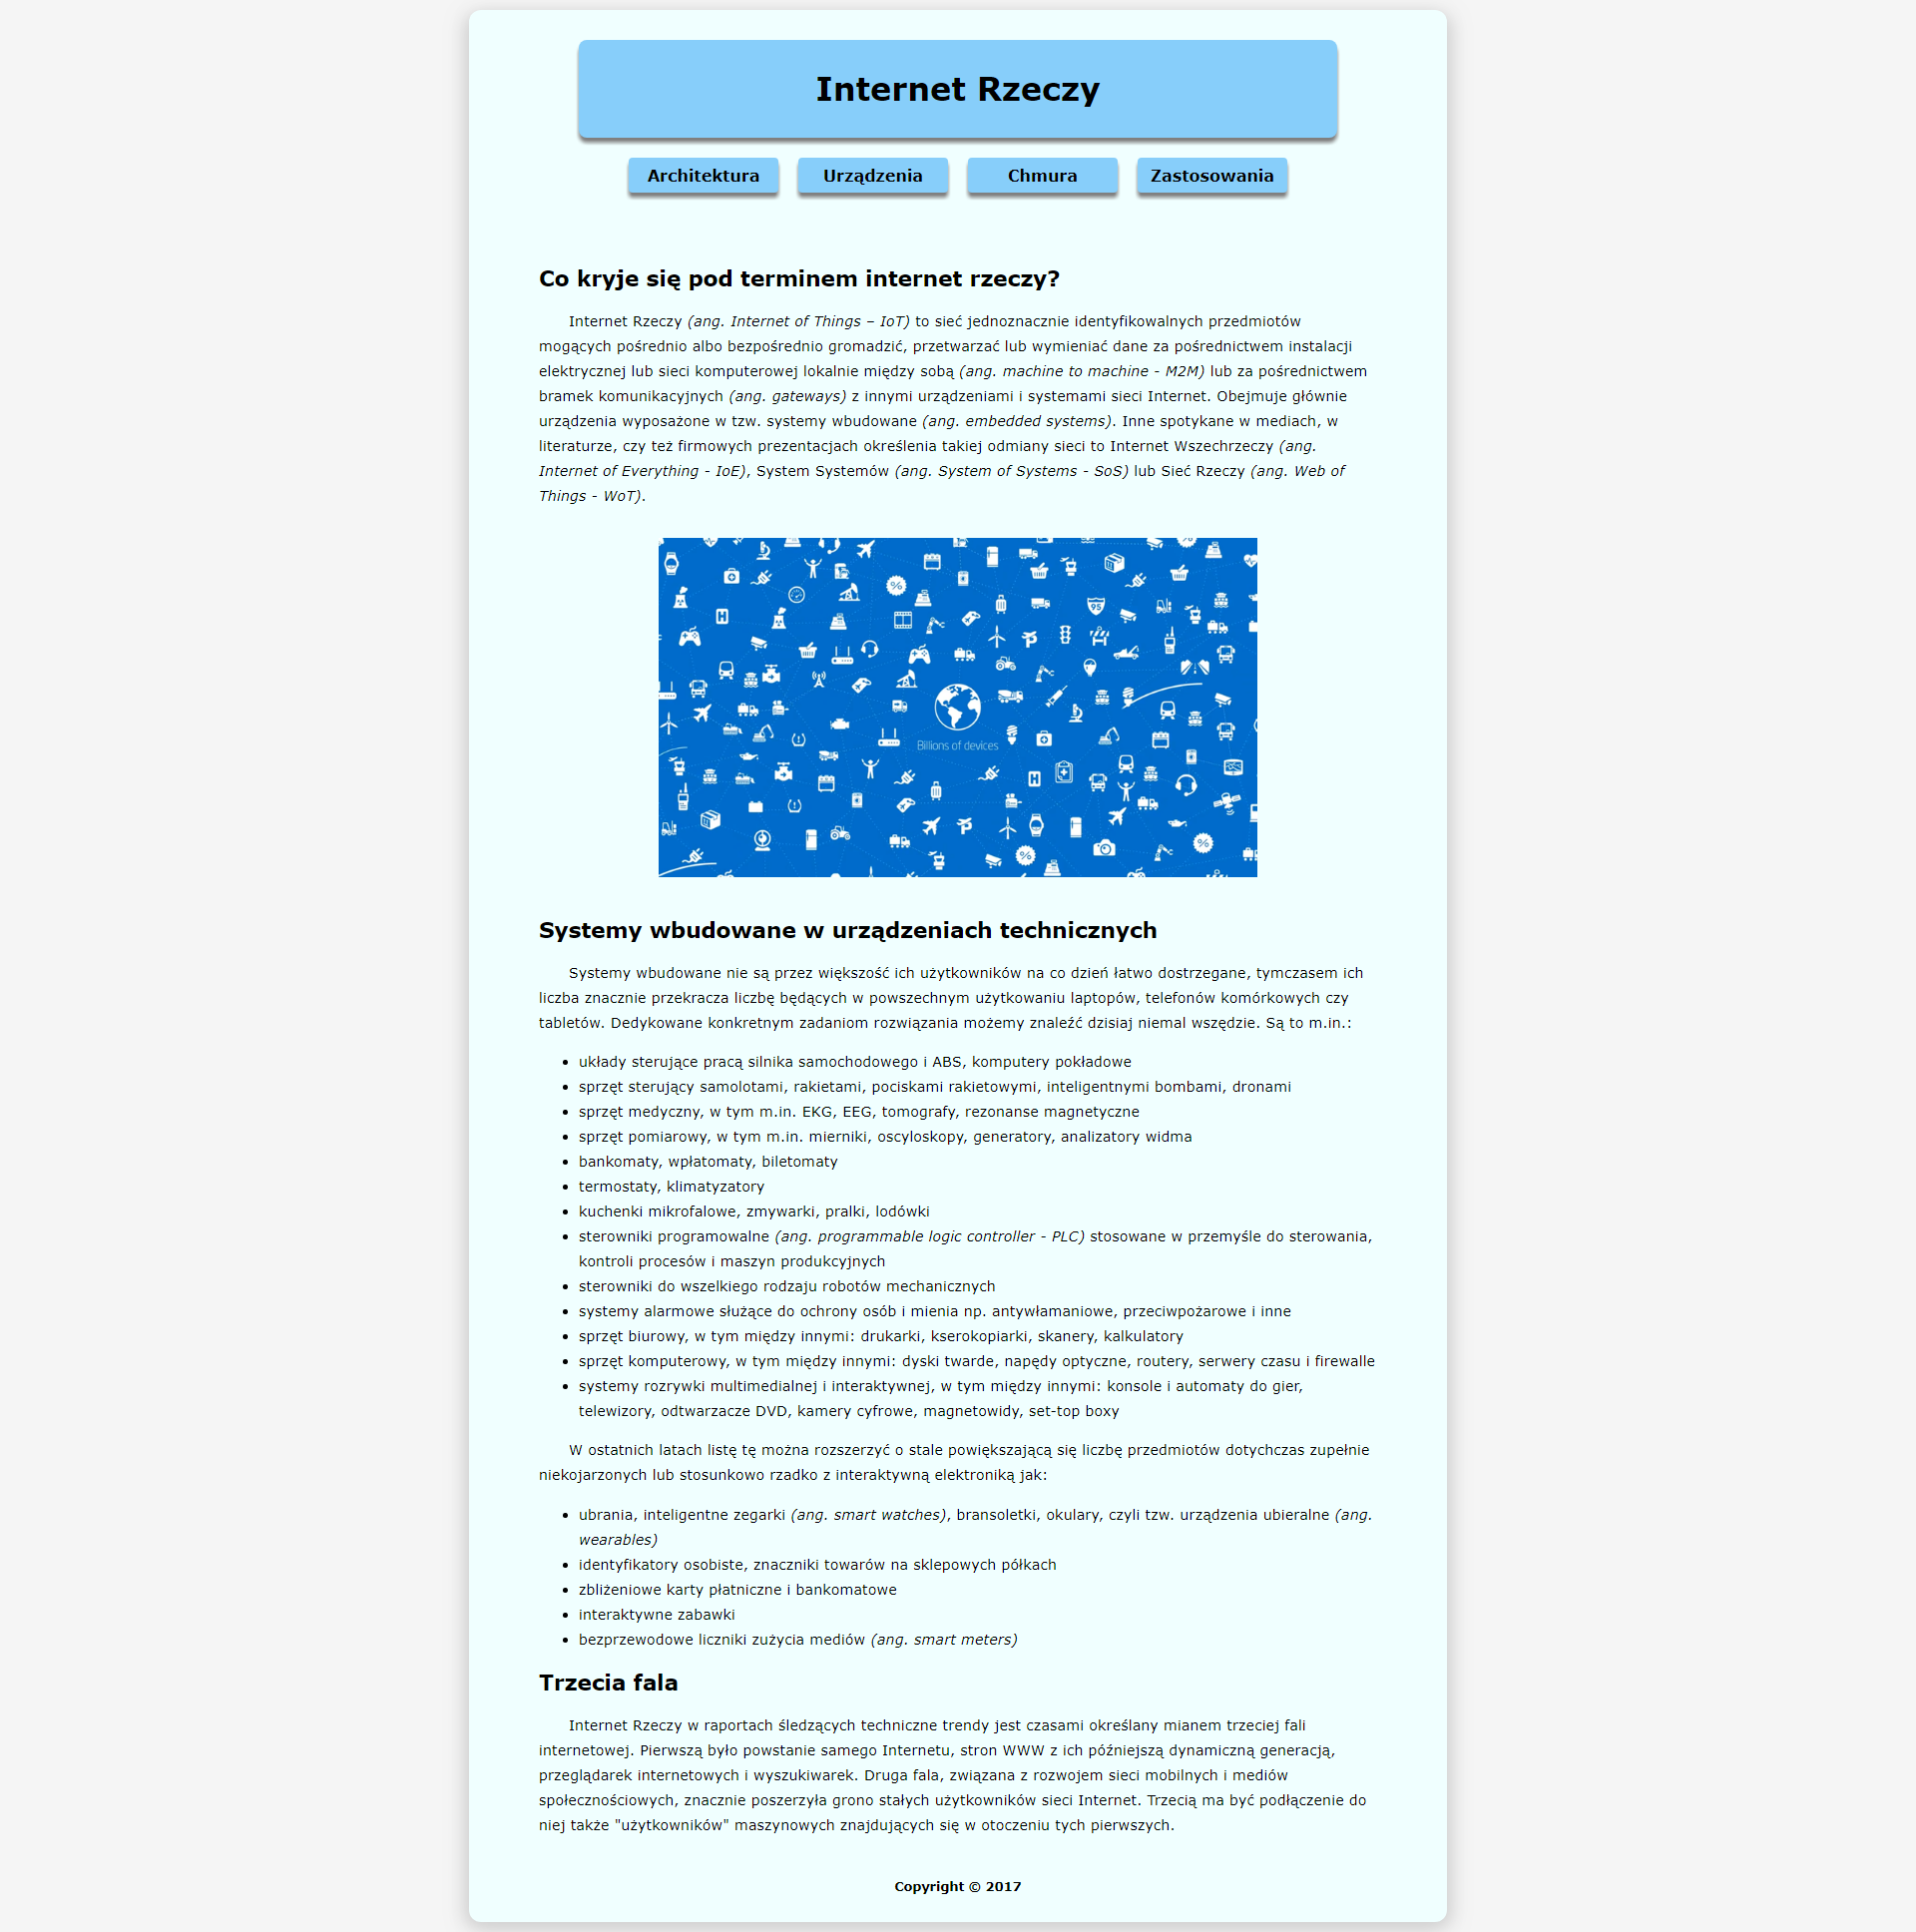 Internet Rzeczy
Architektura
Urządzenia
Chmura
Zastosowania
Co kryje się pod terminem internet rzeczy?
Internet Rzeczy (ang. Internet of Things – IoT) to sieć jednoznacznie identyfikowalnych przedmiotów
mogących pośrednio albo bezpośrednio gromadzić, przetwarzać lub wymieniać dane za pośrednictwem instalacji
elektrycznej lub sieci komputerowej lokalnie między sobą (ang. machine to machine - M2M) lub za pośrednictwem
bramek komunikacyjnych (ang. gateways) z innymi urządzeniami i systemami sieci Internet. Obejmuje głównie
urządzenia wyposażone w tzw. systemy wbudowane (ang. embedded systems). Inne spotykane w mediach, w
literaturze, czy też firmowych prezentacjach określenia takiej odmiany sieci to Internet Wszechrzeczy (ang.
Internet of Everything - IoE), System Systemów (ang. System of Systems - SoS) lub Sieć Rzeczy (ang. Web of
Things - WoT).
95
Billions of devices
Systemy wbudowane w urządzeniach technicznych
Systemy wbudowane nie są przez większość ich użytkowników na co dzień łatwo dostrzegane, tymczasem ich
liczba znacznie przekracza liczbę będących w powszechnym użytkowaniu laptopów, telefonów komórkowych czy
tabletów. Dedykowane konkretnym zadaniom rozwiązania możemy znaleźć dzisiaj niemal wszędzie. Są to m.in.:
• układy sterujące pracą silnika samochodowego i ABS, komputery pokładowe
• sprzęt sterujący samolotami, rakietami, pociskami rakietowymi, inteligentnymi bombami, dronami
• sprzęt medyczny, w tym m.in. EKG, EEG, tomografy, rezonanse magnetyczne
• sprzęt pomiarowy, w tym m.in. mierniki, oscyloskopy, generatory, analizatory widma
• bankomaty, wpłatomaty, biletomaty
• termostaty, klimatyzatory
• kuchenki mikrofalowe, zmywarki, pralki, lodówki
• sterowniki programowalne (ang. programmable logic controller - PLC) stosowane w przemyśle do sterowania,
kontroli procesów i maszyn produkcyjnych
• sterowniki do wszelkiego rodzaju robotów mechanicznych
• systemy alarmowe służące do ochrony osób i mienia np. antywłamaniowe, przeciwpożarowe i inne
• sprzęt biurowy, w tym między innymi: drukarki, kserokopiarki, skanery, kalkulatory
• sprzęt komputerowy, w tym między innymi: dyski twarde, napędy optyczne, routery, serwery czasu i firewalle
• systemy rozrywki multimedialnej i interaktywnej, w tym między innymi: konsole i automaty do gier,
telewizory, odtwarzacze DVD, kamery cyfrowe, magnetowidy, set-top boxy
W ostatnich latach listę tę można rozszerzyć o stale powiększającą się liczbę przedmiotów dotychczas zupełnie
niekojarzonych lub stosunkowo rzadko z interaktywną elektroniką jak:
• ubrania, inteligentne zegarki (ang. smart watches), bransoletki, okulary, czyli tzw. urządzenia ubieralne (ang.
wearables)
• identyfikatory osobiste, znaczniki towarów na sklepowych półkach
• zbliżeniowe karty płatniczne i bankomatowe
• interaktywne zabawki
• bezprzewodowe liczniki zużycia mediów (ang. smart meters)
Trzecia fala
Internet Rzeczy w raportach śledzących techniczne trendy jest czasami określany mianem trzeciej fali
internetowej. Pierwszą było powstanie samego Internetu, stron WWW z ich późniejszą dynamiczną generacją,
przeglądarek internetowych i wyszukiwarek. Druga fala, związana z rozwojem sieci mobilnych i mediów
społecznościowych, znacznie poszerzyła grono stałych użytkowników sieci Internet. Trzecią ma być podłączenie do
niej także "użytkowników" maszynowych znajdujących się w otoczeniu tych pierwszych.
Copyright © 2017